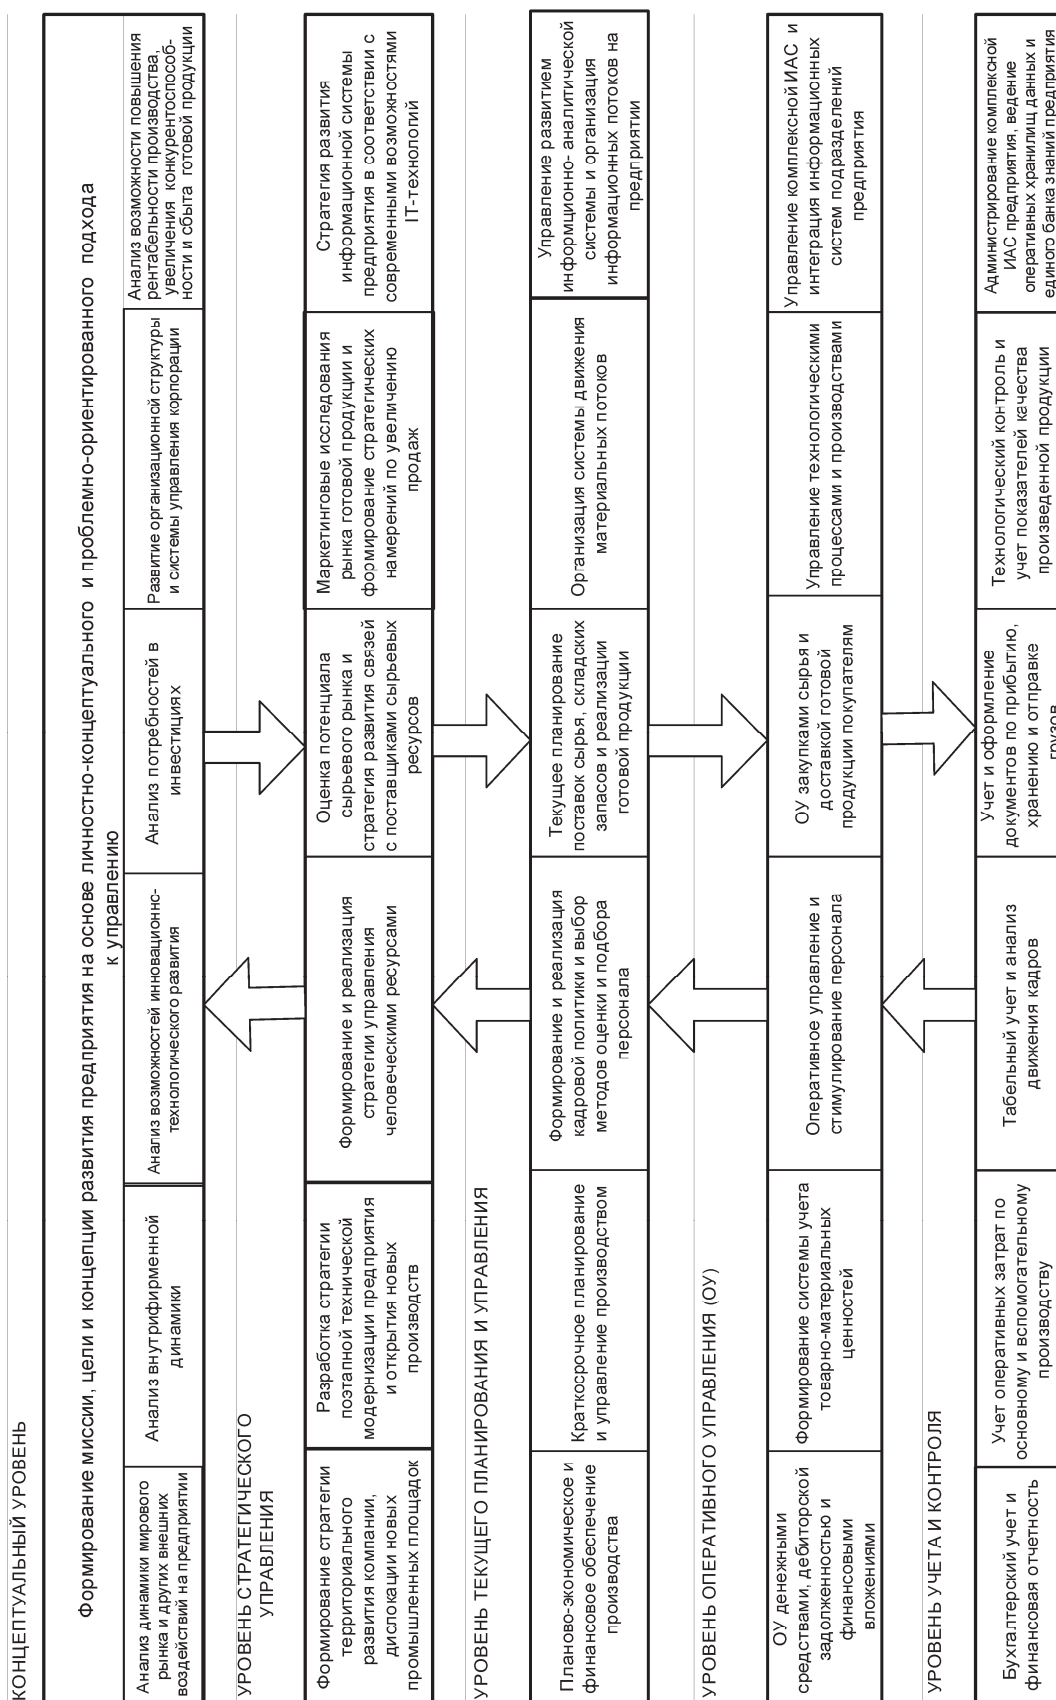 КОНЦЕПТУАЛЬНЫЙ УРОВЕНЬ
Формирование миссии, цели и концепции развития предприятия на основе личностно-концептуального и проблемно-ориентированного подхода
к управлению
Анализ динамики мирового
рынка и других внешних
воздействий на предприятии
Анализ внутрифирменной
динамики
Анализ возможностей инновационно-
технологического развития
Анализ потребностей в
инвестициях
Развитие организационной структуры
и системы управления корпорации
Анализ возможности повышения
рентабельности производства,
увеличения конкурентоспособ-
ности и сбыта готовой продукции
УРОВЕНЬ СТРАТЕГИЧЕСКОГО
УПРАВЛЕНИЯ
Формирование стратегии
территориального
развития компании,
дислокации новых
промышленных площадок
Разработка стратегии
поэтапной технической
модернизации предприятия
и открытия новых
производств
Формирование и реализация
стратегии управления
человеческими ресурсами
Оценка потенциала
сырьевого рынка и
стратегия развития связей
с поставщиками сырьевых
ресурсов
Маркетинговые исследования
рынка готовой продукции и
формирование стратегических
намерений по увеличению
продаж
Стратегия развития
информационной системы
предприятия в соответствии с
современными возможностями
IT-технологий
УРОВЕНЬ ТЕКУЩЕГО ПЛАНИРОВАНИЯ И УПРАВЛЕНИЯ
Планово-экономическое и
финансовое обеспечение
производства
Краткосрочное планирование
и управление производством
Формирование и реализация
кадровой политики и выбор
методов оценки и подбора
персонала
Текущее планирование
поставок сырья, складских
запасов и реализации
готовой продукции
Организация системы движения
материальных потоков
Управление развитием
информционно- аналитической
системы и организация
информационных потоков на
предприятии
УРОВЕНЬ ОПЕРАТИВНОГО УПРАВЛЕНИЯ (ОУ)
ОУ денежными
средствами, дебиторской
задолженностью и
финансовыми
вложениями
Формирование системы учета
товарно-материальных
ценностей
Оперативное управление и
стимулирование персонала
ОУ закупками сырья и
доставкой готовой
продукции покупателям
Управление технологическими
процессами и производствами
Управление комплексной ИАС и
интеграция информационных
систем подразделений
предприятия
УРОВЕНЬ УЧЕТА И КОНТРОЛЯ
Бухгалтерский учет и
финансовая отчетность
Учет оперативных затрат по
основному и вспомогательному
производству
Табельный учет и анализ
движения кадров
Учет и оформление
документов по прибытию,
хранению и отправке
грузов
Технологический контроль и
учет показателей качества
произведенной продукции
Администрирование комплексной
ИАС предприятия, ведение
оперативных хранилищ данных и
единого банка знаний предприятия